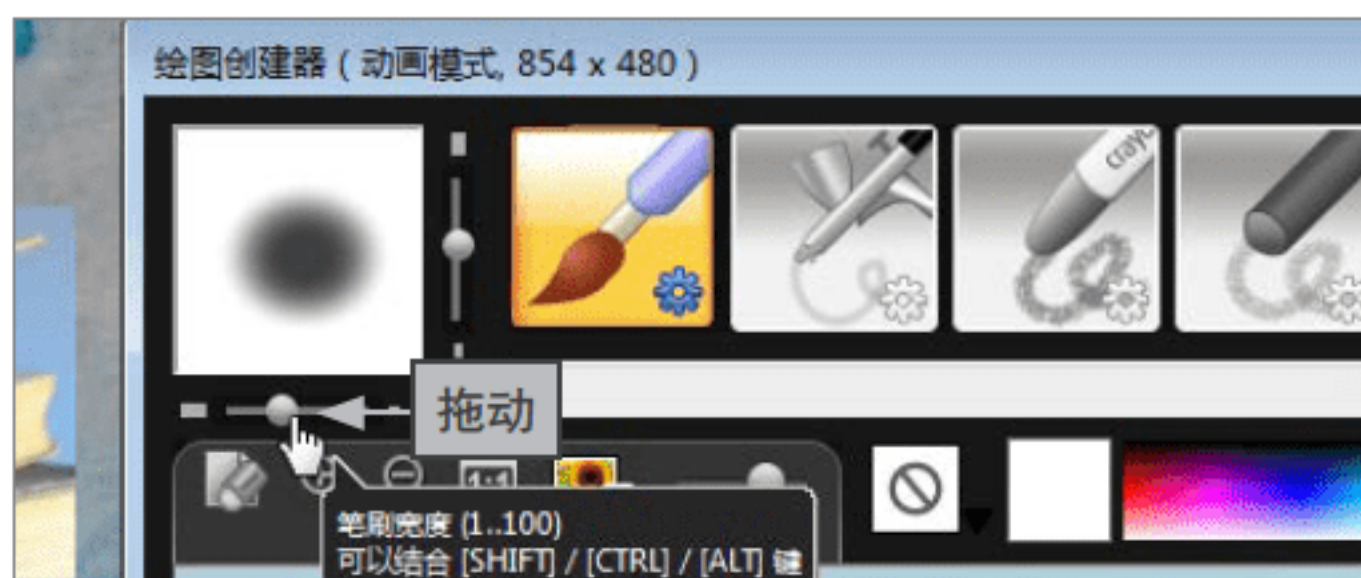 绘图创建器 ( 动画模式, 854 x 480 )
crayo
拖动
1:1
笔刷宽度 (1..100)
可以结合 [SHIFT] / [CTRL] / [ALT] 键